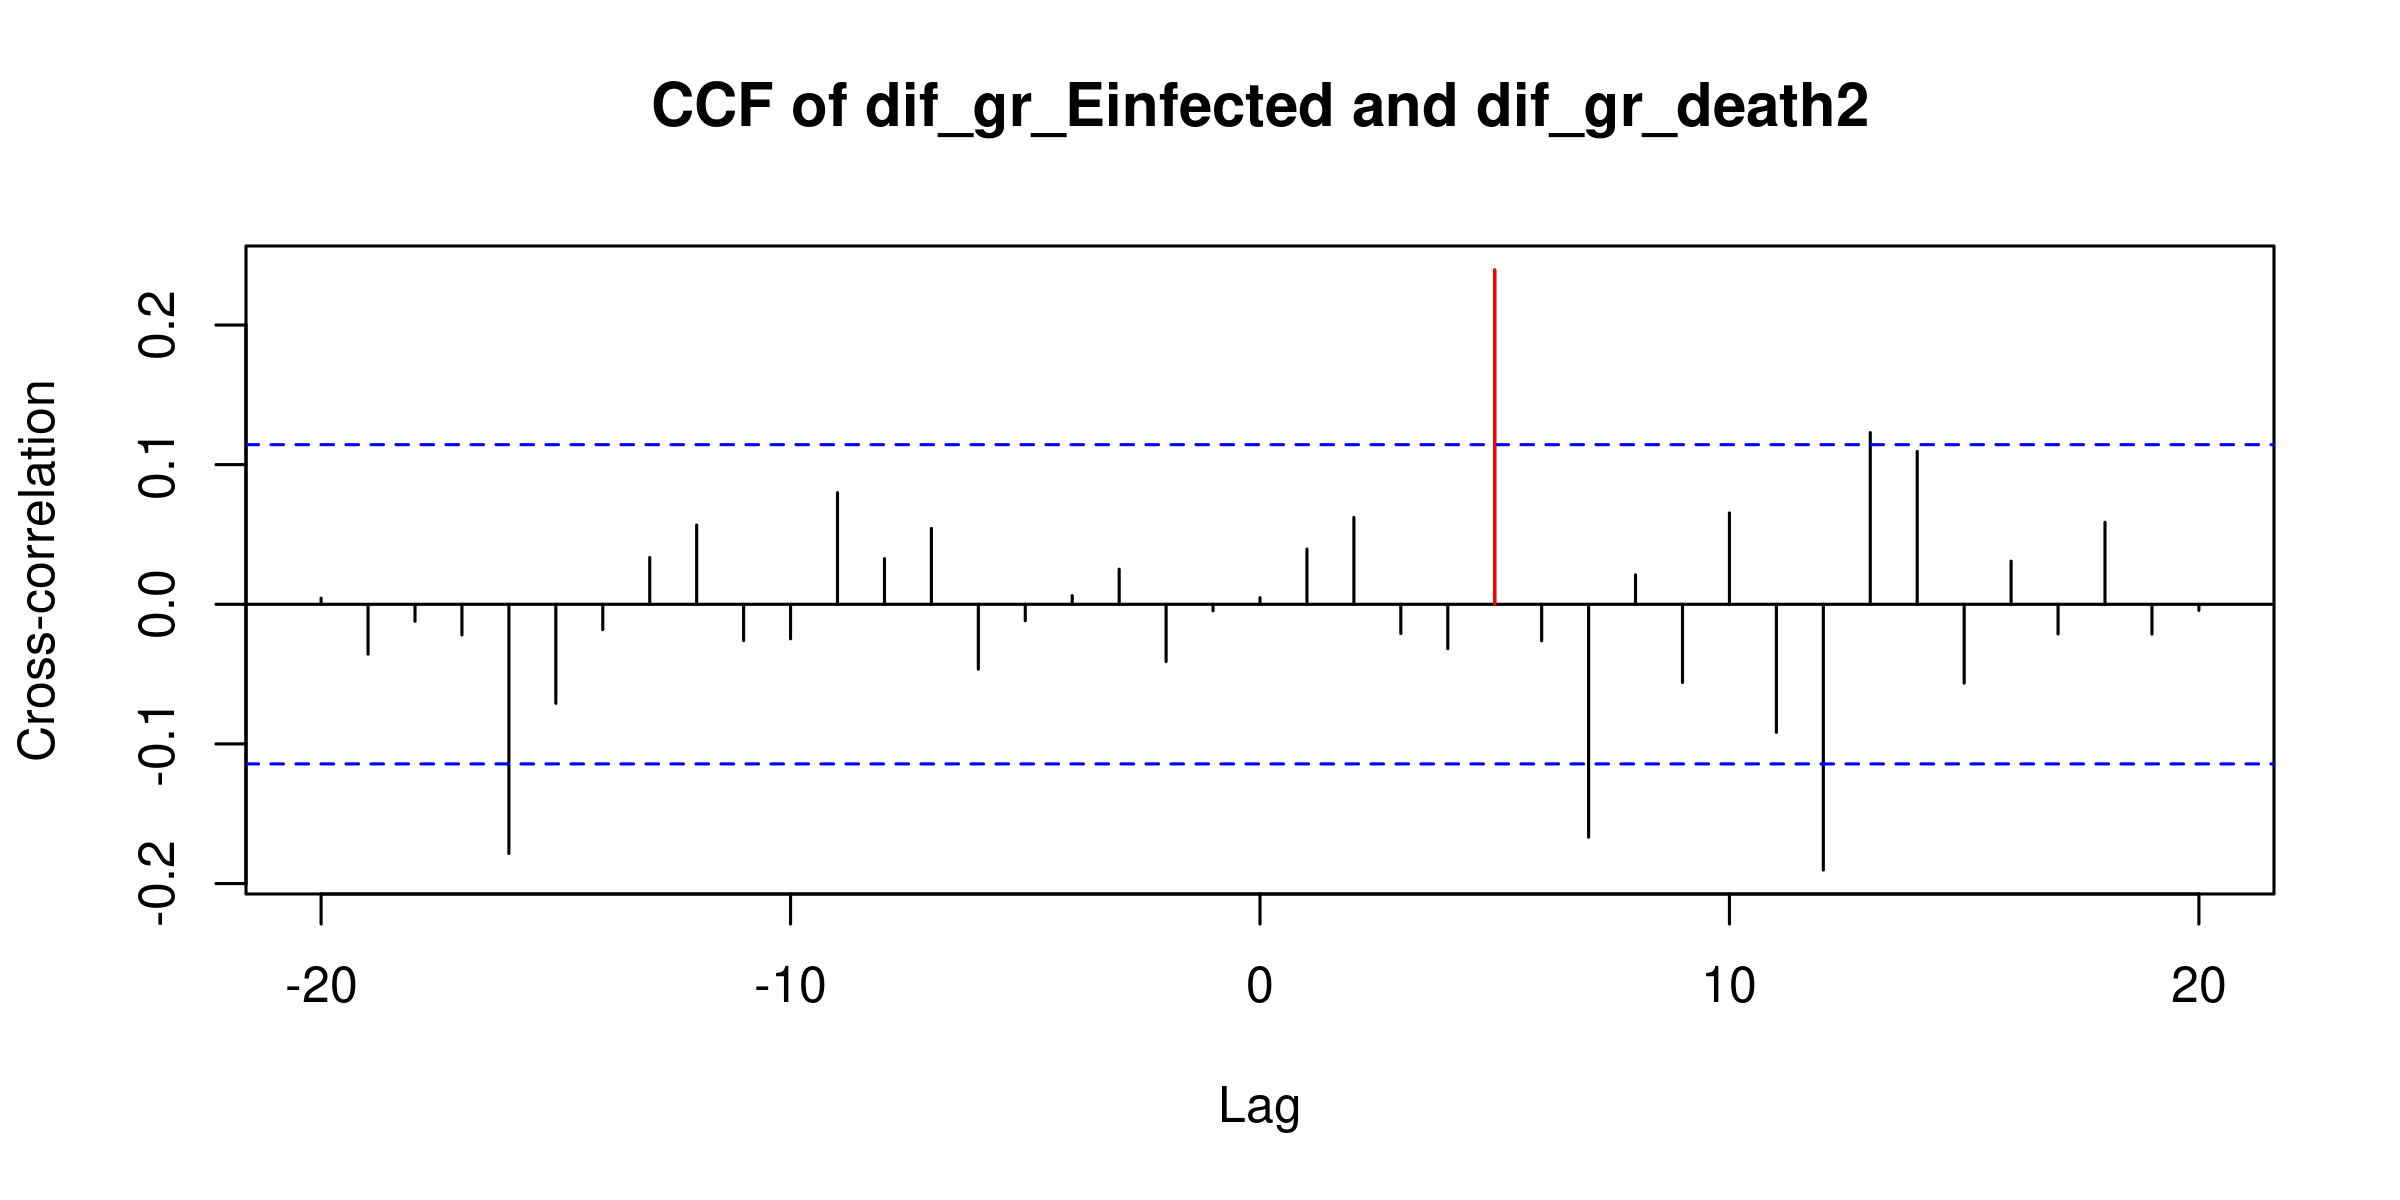 CCF of dif_gr_Einfected and dif_gr_death2
Cross-correlation
0.2
0.1
0.0
-0.1
-0.2
-20 -10 0 10 20
Lag